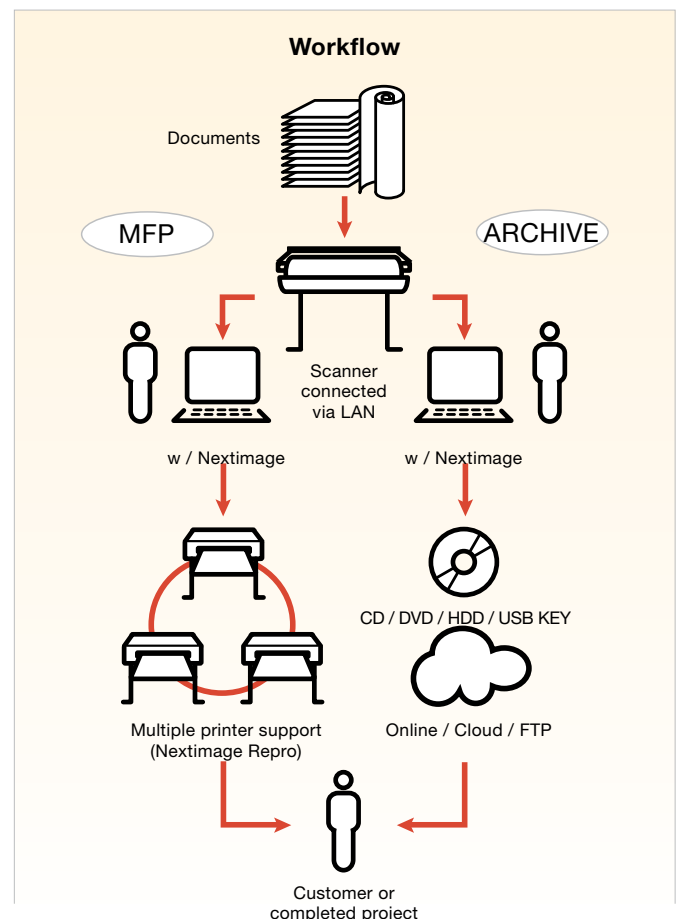 Workflow
Documents
MFP
ARCHIVE
Scanner
connected
via LAN
w / Nextimage
w / Nextimage
CD / DVD / HDD / USB KEY
Multiple printer support
(Nextimage Repro)
Online / Cloud / FTP
Customer or
completed project